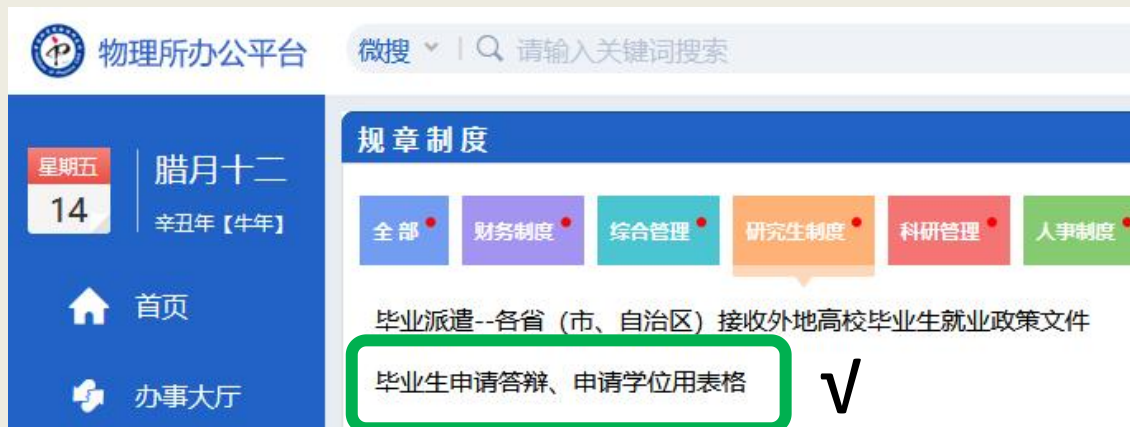 物理所办公平台
微搜
请输入关键词搜索
星期五
14
腊月十二
辛丑年【牛年】
首页
办事大厅
规章制度
全部
财务制度
综合管理
研究生制度
科研管理
人事制度
毕业派遣--各省（市、自治区）接收外地高校毕业生就业政策文件
毕业生申请答辩、申请学位用表格
√